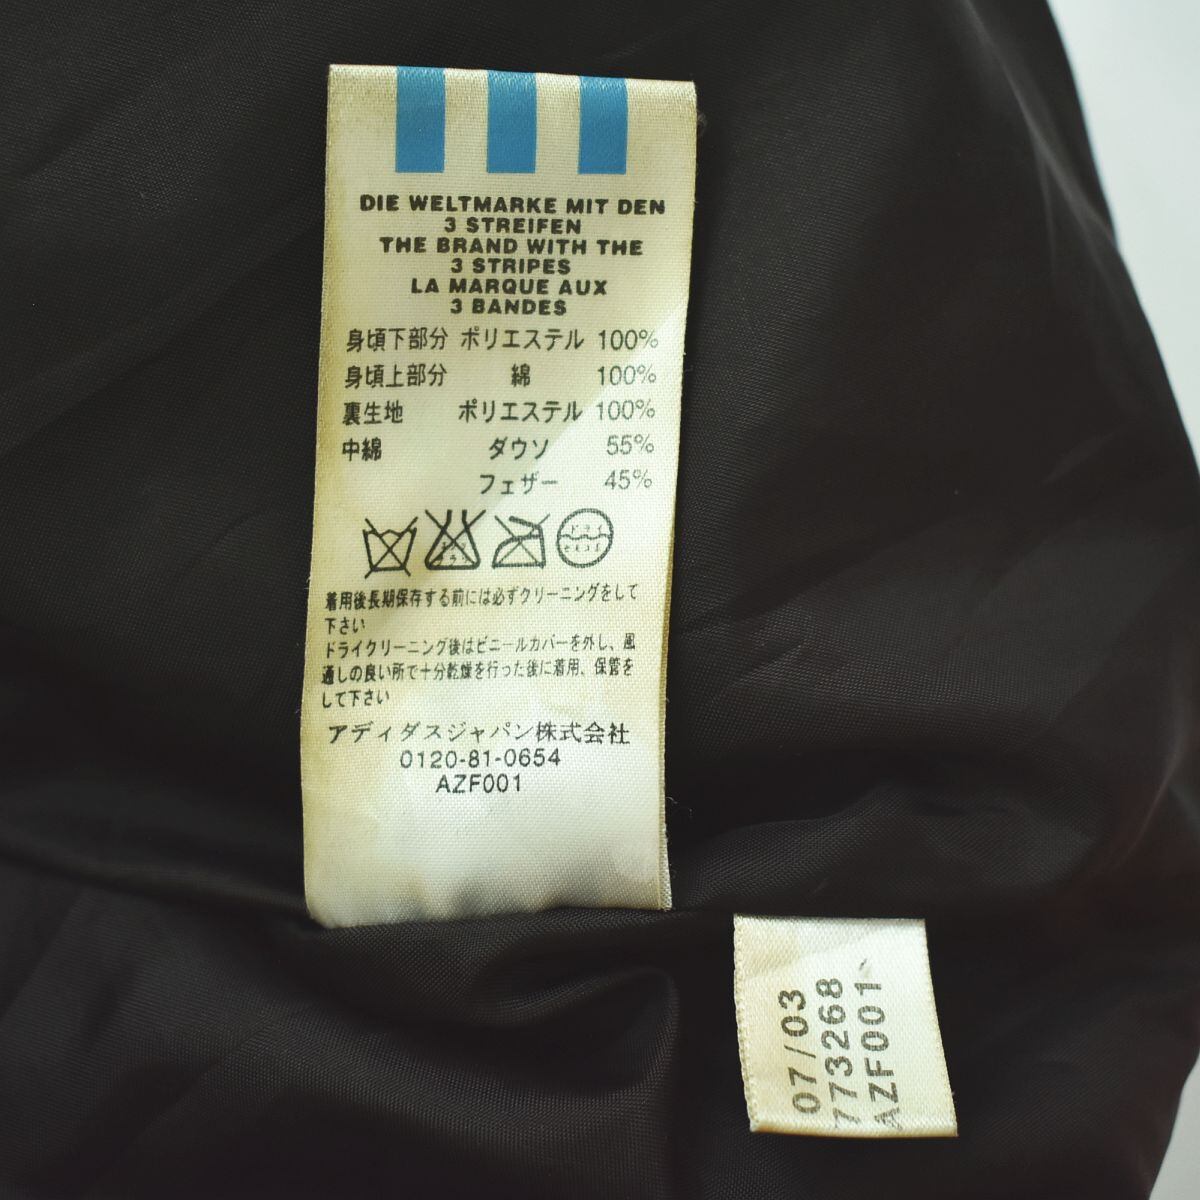 DIE WELTMARKE MIT DEN
3 STREIFEN
THE BRAND WITH THE
3 STRIPES
LA MARQUE AUX
3 BANDES
身頃下部分 ポリエステル 100%
身頃上部分 綿 100%
裏生地 ポリエステル 100%
中綿 ダウソ 55%
フェザー 45%
着用後長期保存する前には必ずクリーニングをして
下さい
ドライクリーニング後はビニールカバーを外し、風
通しの良い所で十分乾燥を行った後に着用、保管を
して下さい
アディダスジャパン株式会社
0120-81-0654
AZF001
07/03
773268
AZF001